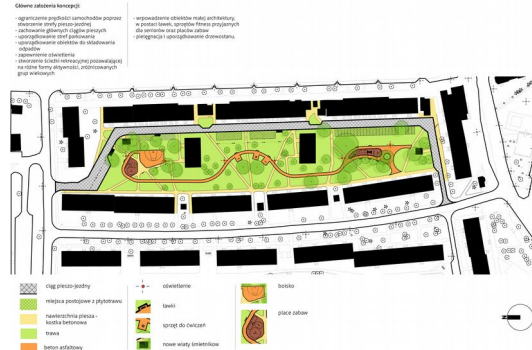 Główne założenia koncepcji:
- ograniczenie prędkości samochodów poprzez
stworzenie strefy pieszo-jezdnej
- zachowanie głównych ciągów pieszych
- uporządkowanie stref parkowania
- uporządkowanie obiektów do składowania
odpadów
- zapewnienie oświetlenia
- stworzenie ścieżki rekreacyjnej pozwalającej
na różne formy aktywności, zróżnicowanych
grup wiekowych
- wprowadzenie obiektów małej architektury,
w postaci ławek, sprzętów fitness przyjaznych
dla seniorów oraz placów zabaw
- pielęgnacja i uporządkowanie drzewostanu.
ciąg pieszo-jezdny
miejsca postojowe z płytotrawu
nawierzchnia piesza -
kostka betonowa
trawa
beton asfaltowy
oświetlenie
ławki
sprzęt do ćwiczeń
nowe wiaty śmietników
boisko
place zabaw
N